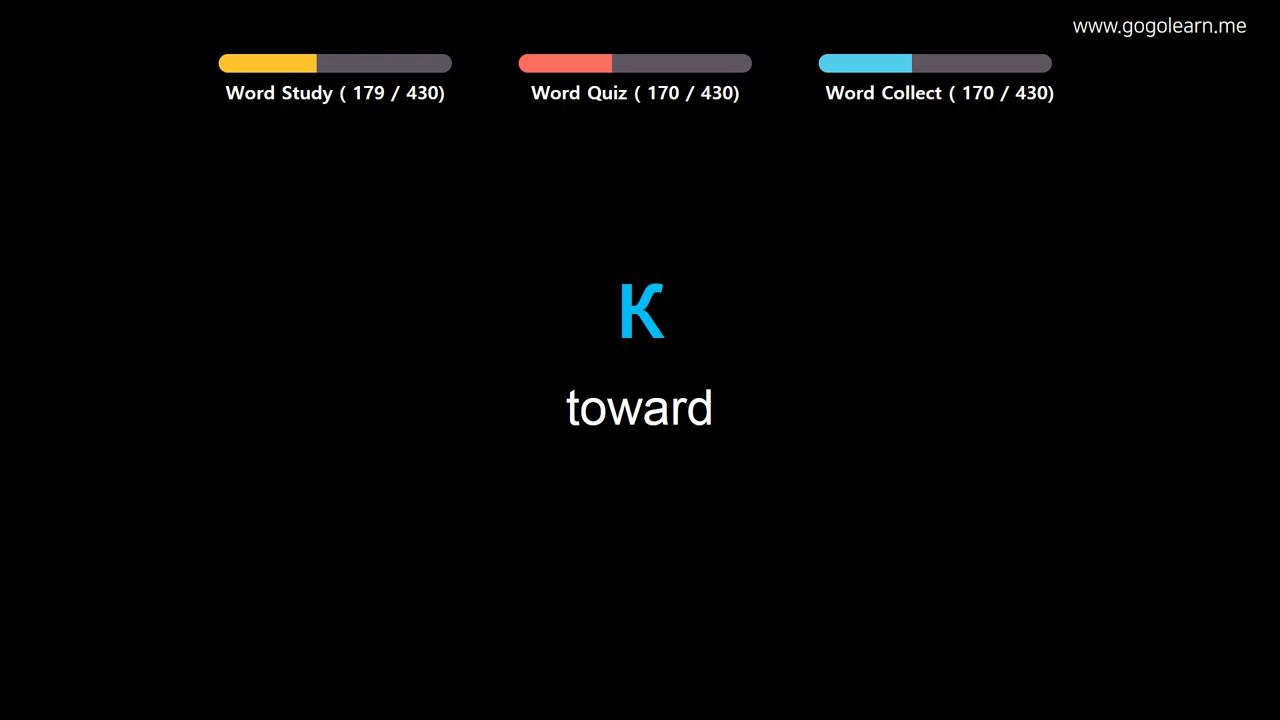 www.gogolearn.me
Word Study ( 179 / 430)
Word Quiz ( 170 / 430)
Word Collect ( 170 / 430)
к
toward